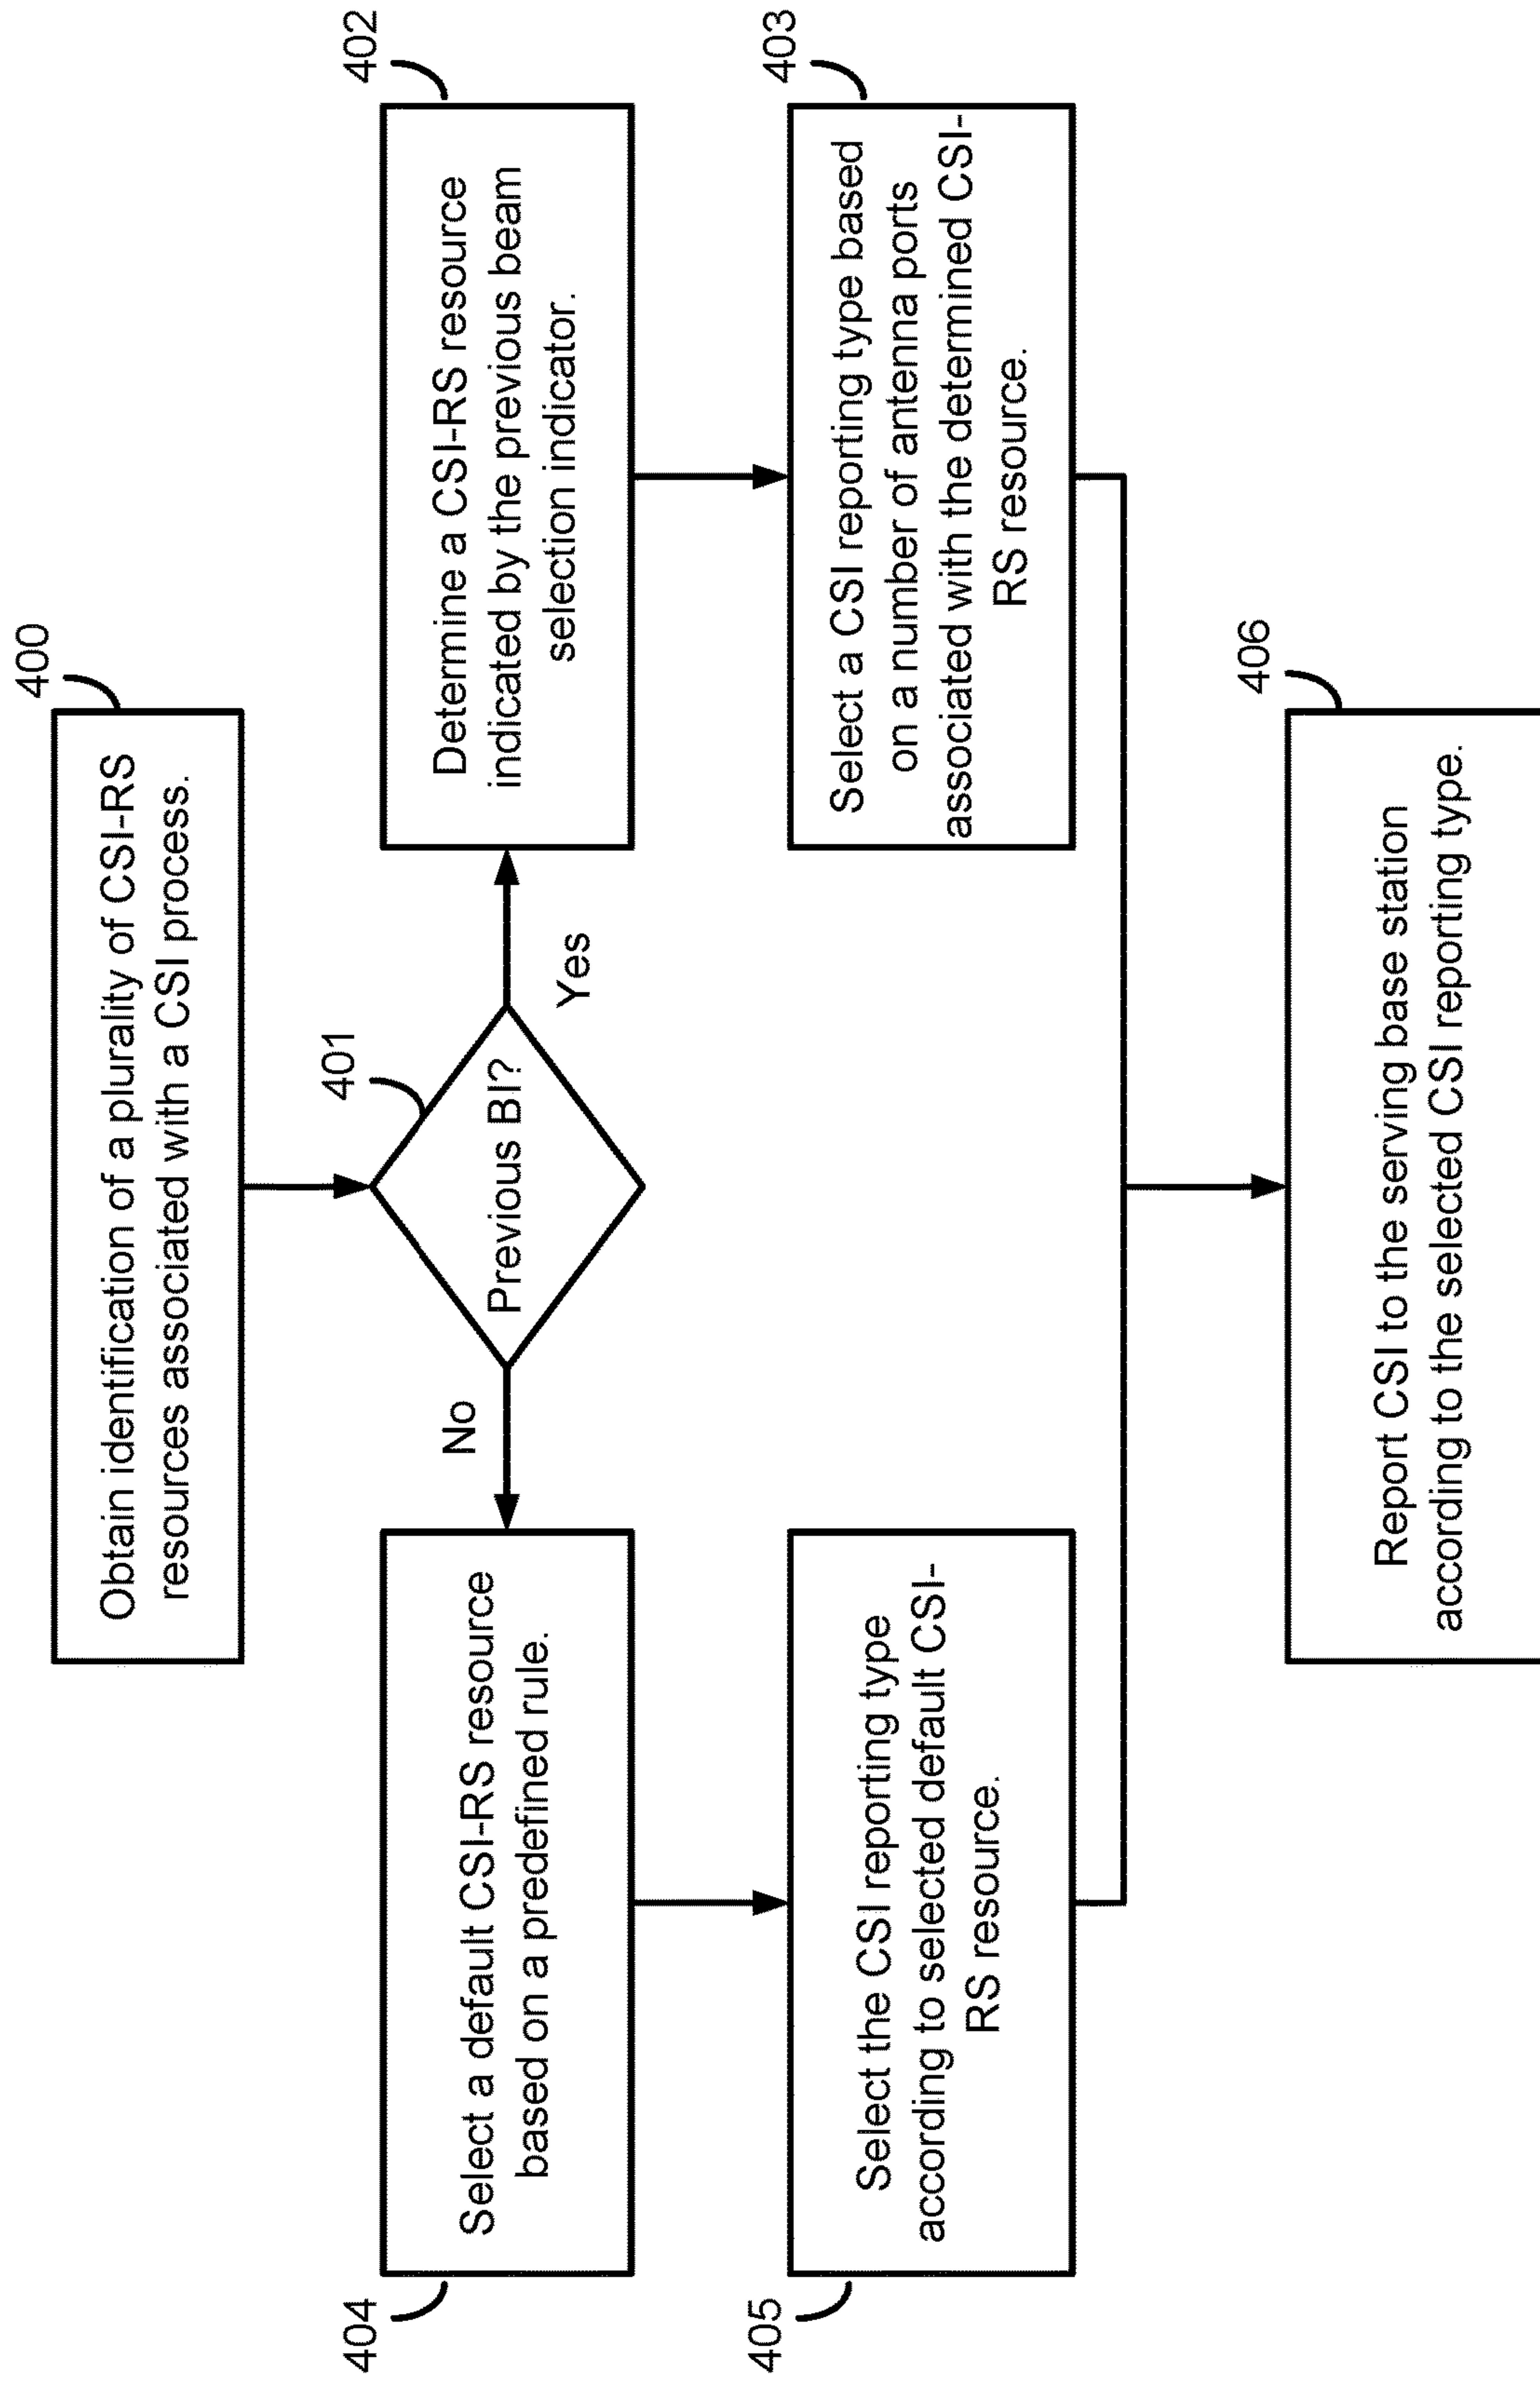 400
Obtain identification of a plurality of CSI-RS
resources associated with a CSI process.
401
Previous BI?
No
Yes
404
Select a default CSI-RS resource
based on a predefined rule.
402
Determine a CSI-RS resource
indicated by the previous beam
selection indicator.
405
Select the CSI reporting type
according to selected default CSI-
RS resource.
403
Select a CSI reporting type based
on a number of antenna ports
associated with the determined CSI-
RS resource.
406
Report CSI to the serving base station
according to the selected CSI reporting type.